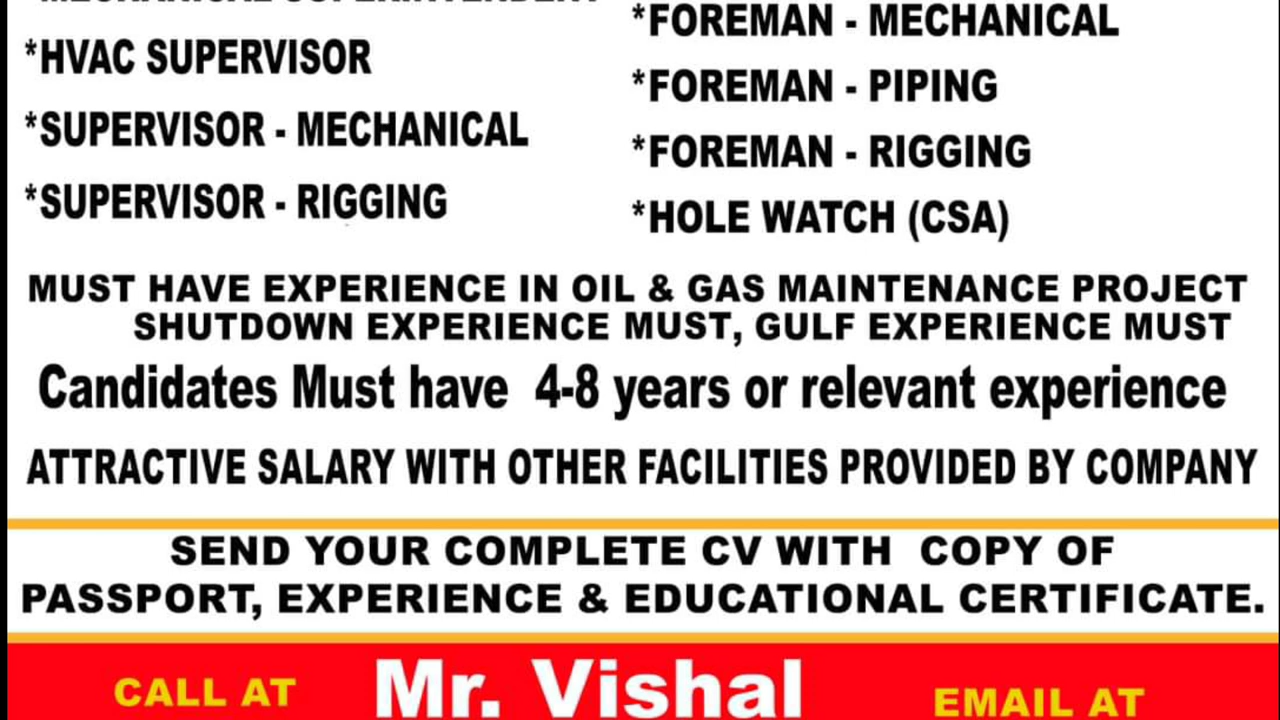 *HVAC SUPERVISOR
*SUPERVISOR - MECHANICAL
*SUPERVISOR - RIGGING
*FOREMAN - MECHANICAL
*FOREMAN - PIPING
*FOREMAN - RIGGING
*HOLE WATCH (CSA)
MUST HAVE EXPERIENCE IN OIL & GAS MAINTENANCE PROJECT
SHUTDOWN EXPERIENCE MUST, GULF EXPERIENCE MUST
Candidates Must have 4-8 years or relevant experience
ATTRACTIVE SALARY WITH OTHER FACILITIES PROVIDED BY COMPANY
SEND YOUR COMPLETE CV WITH COPY OF
PASSPORT, EXPERIENCE & EDUCATIONAL CERTIFICATE.
CALL AT Mr. Vishal EMAIL AT